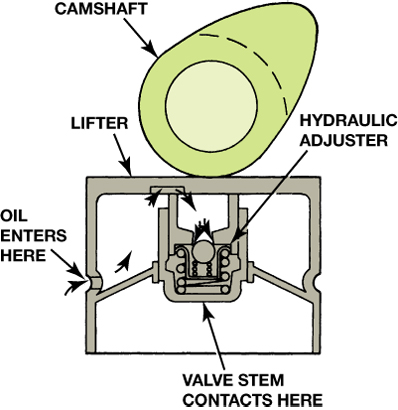 CAMSHAFT
LIFTER
HYDRAULIC
ADJUSTER
OIL
ENTERS
HERE
VALVE STEM
CONTACTS HERE